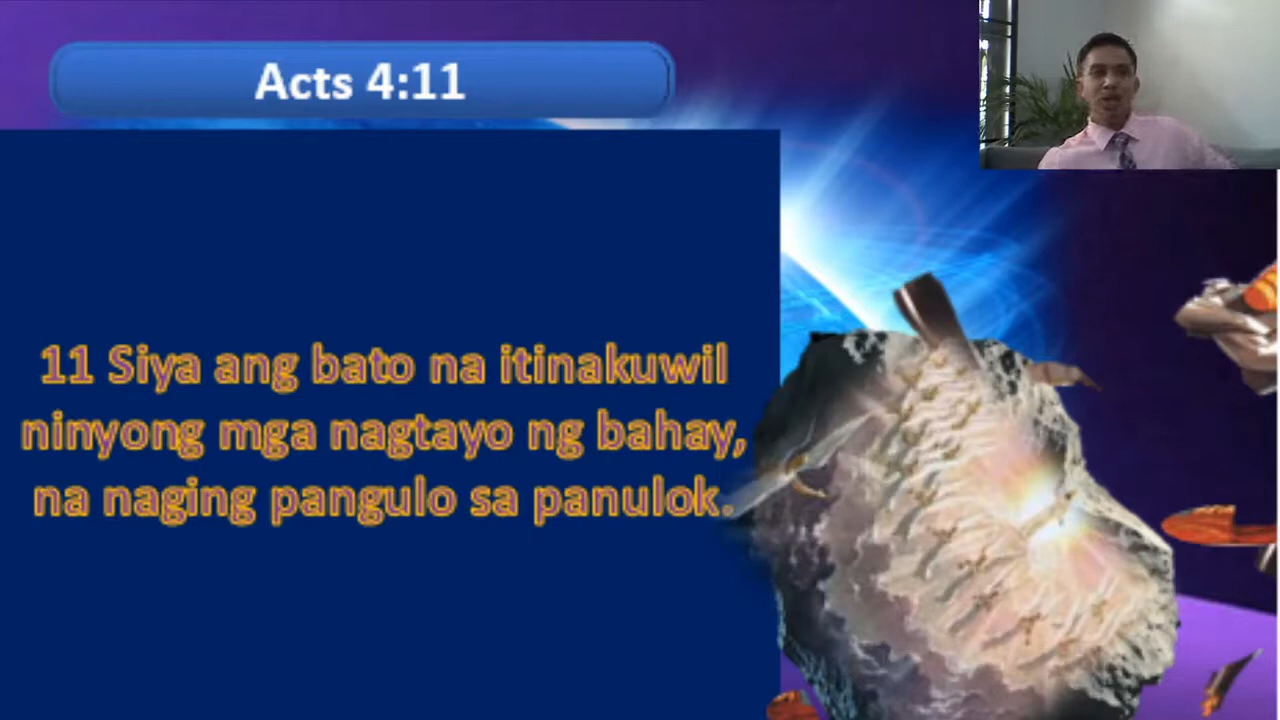 Acts 4:11
11 Siya ang bato na itinakuwil
ninyong mga nagtayo ng bahay,
na naging pangulo sa panulok.